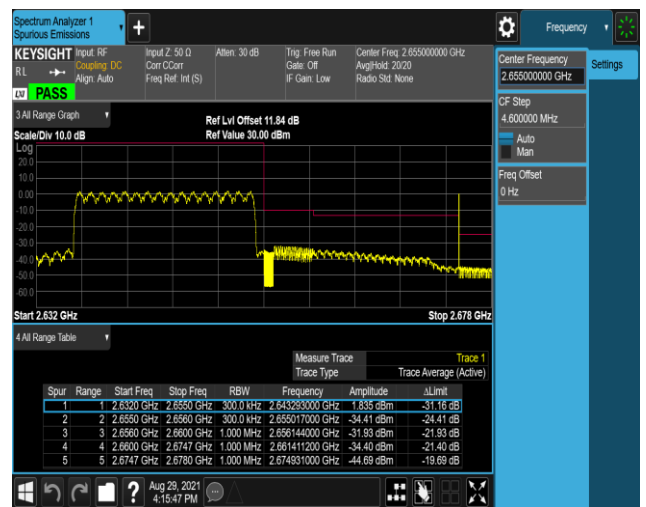 Spectrum Analyzer 1
Spurious Emissions
+
Frequency
KEYSIGHT Input: RF Input Z: 50 Ω Atten: 30 dB Trig: Free Run Center Freq: 2.655000000 GHz
RL Coupling: DC Corr CCorr Gate: Off Avg|Hold: 20/20
Align: Auto Freq Ref: Int (S) IF Gain: Low Radio Std: None
LXI PASS
Center Frequency
2.655000000 GHz
Settings
CF Step
4.600000 MHz
Auto
Man
Freq Offset
0 Hz
3 All Range Graph
Ref Lvl Offset 11.84 dB
Scale/Div 10.0 dB Ref Value 30.00 dBm
Log
20.0
10.0
0.00
-10.0
-20.0
-30.0
-40.0
-50.0
-60.0
Start 2.632 GHz Stop 2.678 GHz
4 All Range Table
Measure Trace Trace 1
Trace Type Trace Average (Active)
Spur Range Start Freq Stop Freq RBW Frequency Amplitude ΔLimit
1 1 2.6320 GHz 2.6550 GHz 300.0 kHz 2.643293000 GHz 1.835 dBm -31.16 dB
2 2 2.6550 GHz 2.6560 GHz 300.0 kHz 2.655017000 GHz -34.41 dBm -24.41 dB
3 3 2.6560 GHz 2.6600 GHz 1.000 MHz 2.656144000 GHz -31.93 dBm -21.93 dB
4 4 2.6600 GHz 2.6747 GHz 1.000 MHz 2.661411200 GHz -34.40 dBm -21.40 dB
5 5 2.6747 GHz 2.6780 GHz 1.000 MHz 2.674931000 GHz -44.69 dBm -19.69 dB
?
Aug 29, 2021
4:15:47 PM